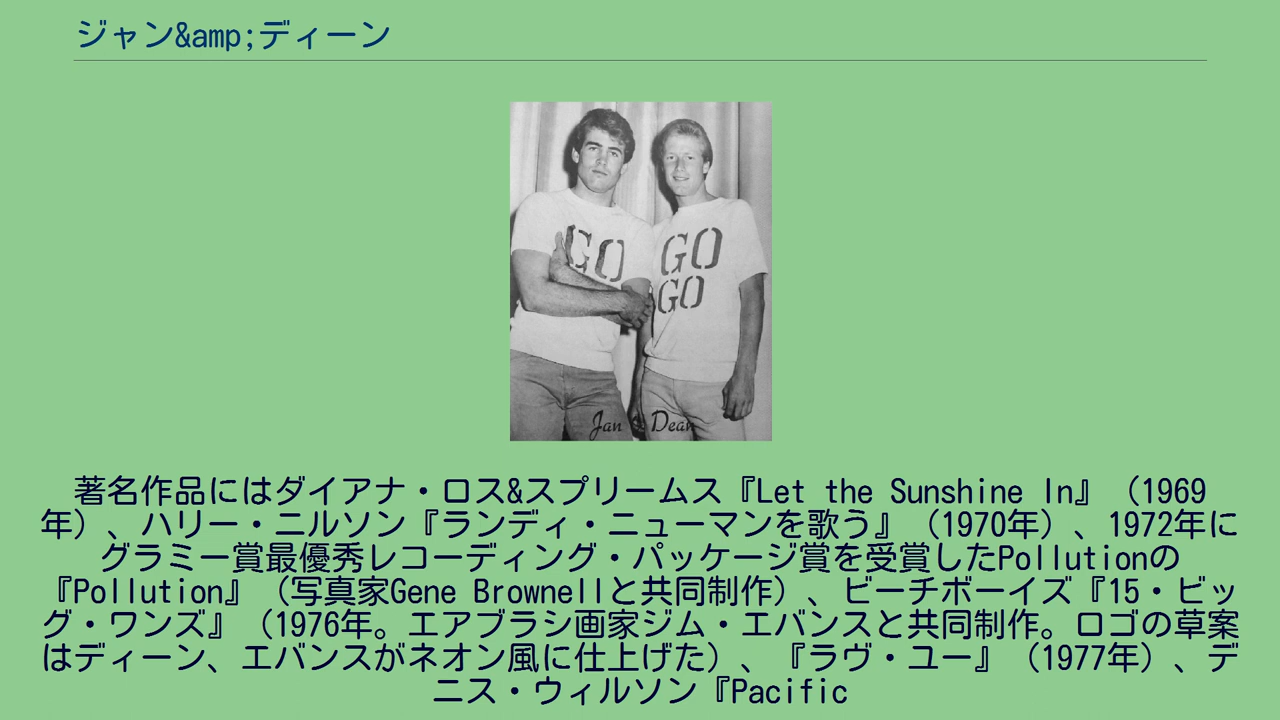 ジャン&amp;ディーン
GO GO
GO
Jan & Dean
著名作品にはダイアナ・ロス&スプリームス『Let the Sunshine In』（1969
年）、ハリー・ニルソン『ランディ・ニューマンを歌う』（1970年）、1972年に
グラミー賞最優秀レコーディング・パッケージ賞を受賞したPollutionの
『Pollution』（写真家Gene Brownellと共同制作）、ビーチボーイズ『15・ビッ
グ・ワンズ』（1976年。エアブラシ画家ジム・エバンスと共同制作。ロゴの草案
はディーン、エバンスがネオン風に仕上げた）、『ラヴ・ユー』（1977年）、デ
ニス・ウィルソン『Pacific